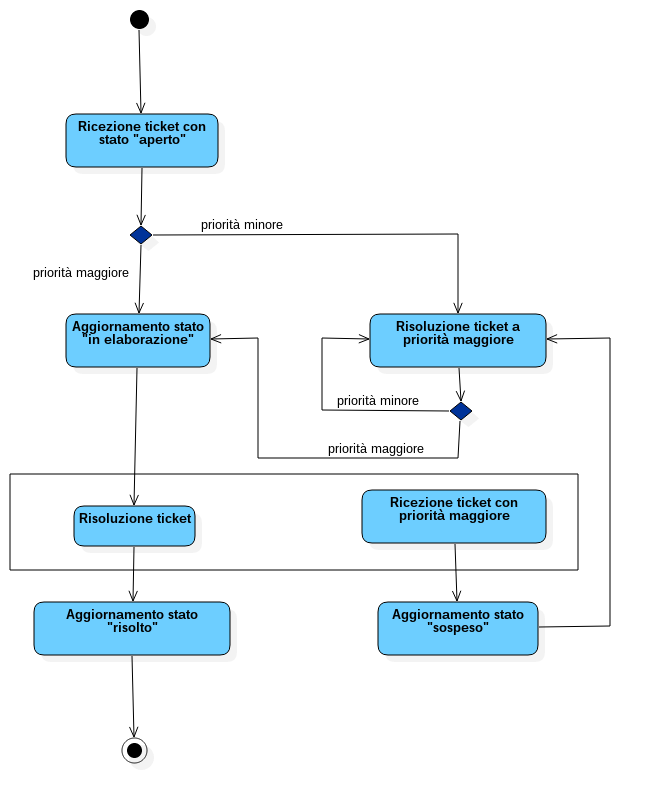 Ricezione ticket con
stato "aperto"
priorità minore
priorità maggiore
Aggiornamento stato
"in elaborazione"
Risoluzione ticket a
priorità maggiore
priorità minore
priorità maggiore
Risoluzione ticket
Ricezione ticket con
priorità maggiore
Aggiornamento stato
"risolto"
Aggiornamento stato
"sospeso"